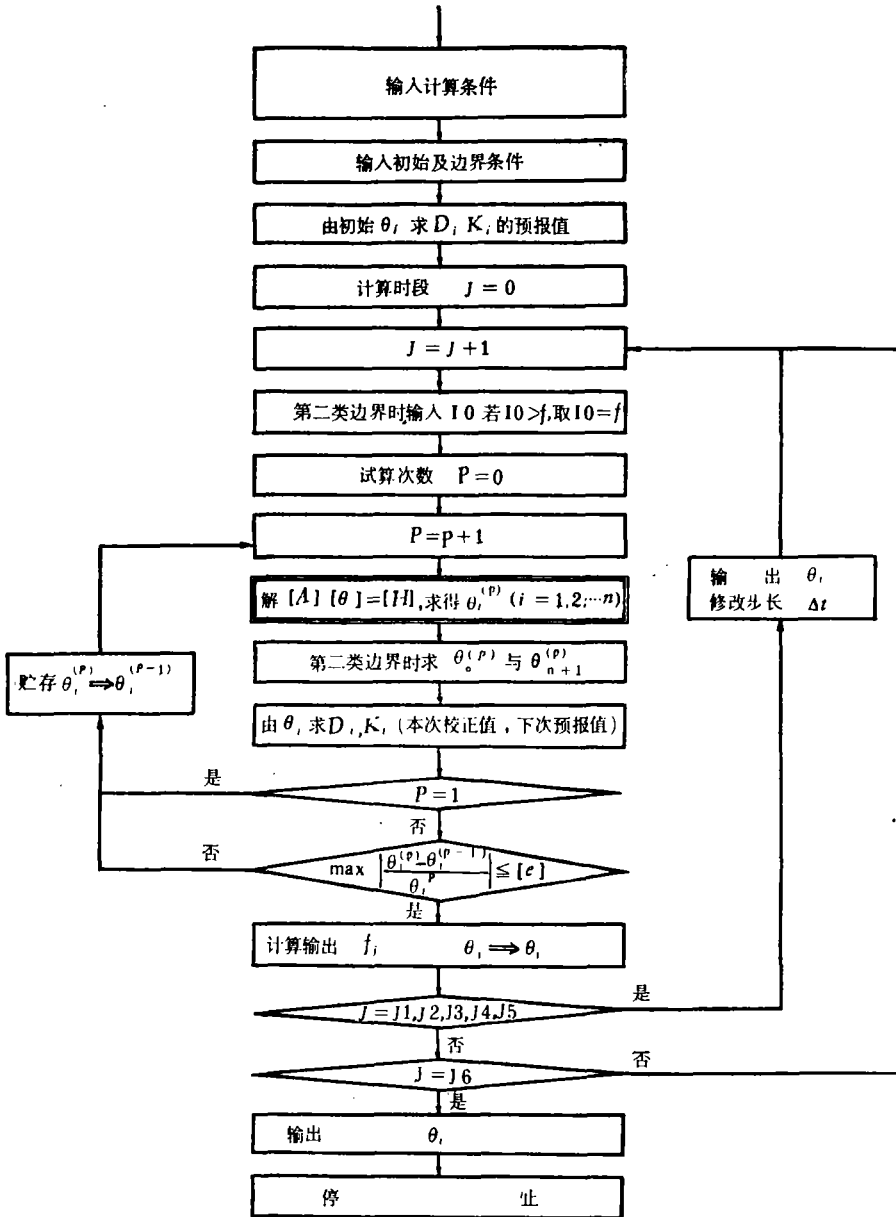 输入计算条件
输入初始及边界条件
由初始 θᵢ 求 Dᵢ Kᵢ 的预报值
计算时段 J = 0
J = J + 1
第二类边界时输入 I0 若 I0>f,取 I0=f
试算次数 P = 0
P = P + 1
解 [A] [θ] = [H], 求得 θᵢ^(P) (i = 1,2,…n)
第二类边界时求 θₒ^(P) 与 θₙ₊₁^(P)
由 θᵢ 求 Dᵢ,Kᵢ (本次校正值,下次预报值)
贮存 θᵢ^(P) ⟹ θᵢ^(P-1)
是
P = 1
否
否
max |(θᵢ^(P) - θᵢ^(P-1)) / θᵢ^P| ≦ [e]
是
计算输出 fⱼ θᵢ ⟹ θᵢ
J = J1,J2,J3,J4,J5
是
输 出 θᵢ
修改步长 Δt
否
J = J6
否
是
输出 θᵢ
停 止